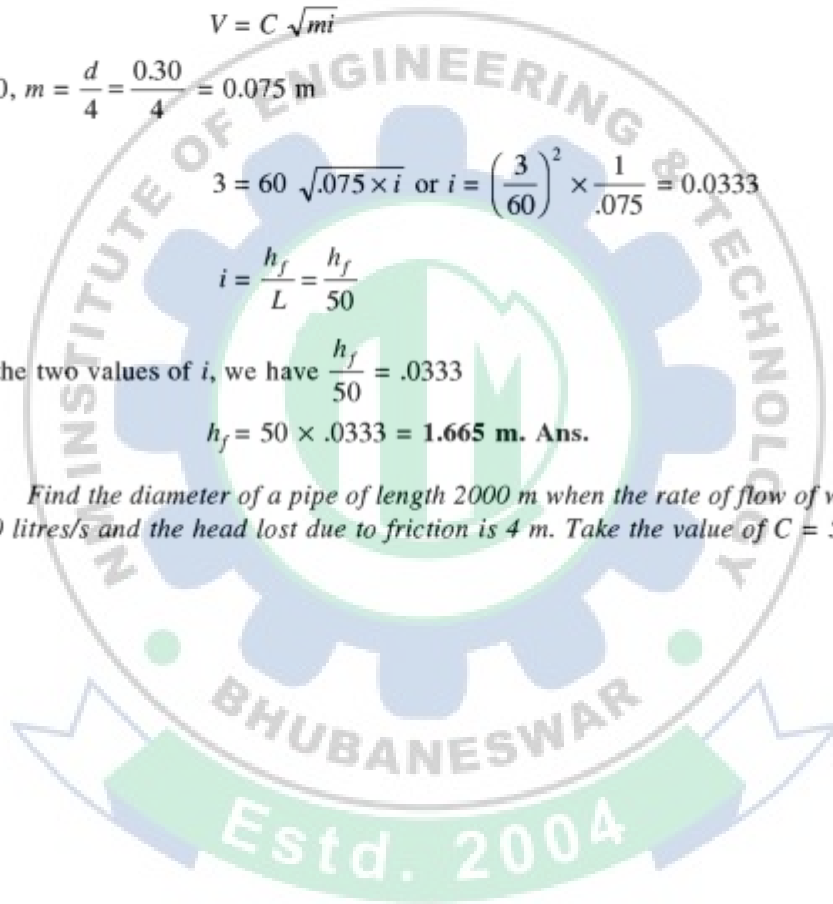 V = C √mi
0, m = d/4 = 0.30/4 = 0.075 m
3 = 60 √.075 × i or i = (3/60)² × 1/.075 = 0.0333
i = h_f/L = h_f/50
he two values of i, we have h_f/50 = .0333
h_f = 50 × .0333 = 1.665 m. Ans.
Find the diameter of a pipe of length 2000 m when the rate of flow of
litres/s and the head lost due to friction is 4 m. Take the value of C =
NM INSTITUTE OF ENGINEERING & TECHNOLOGY
BHUBANESWAR
Estd. 2004